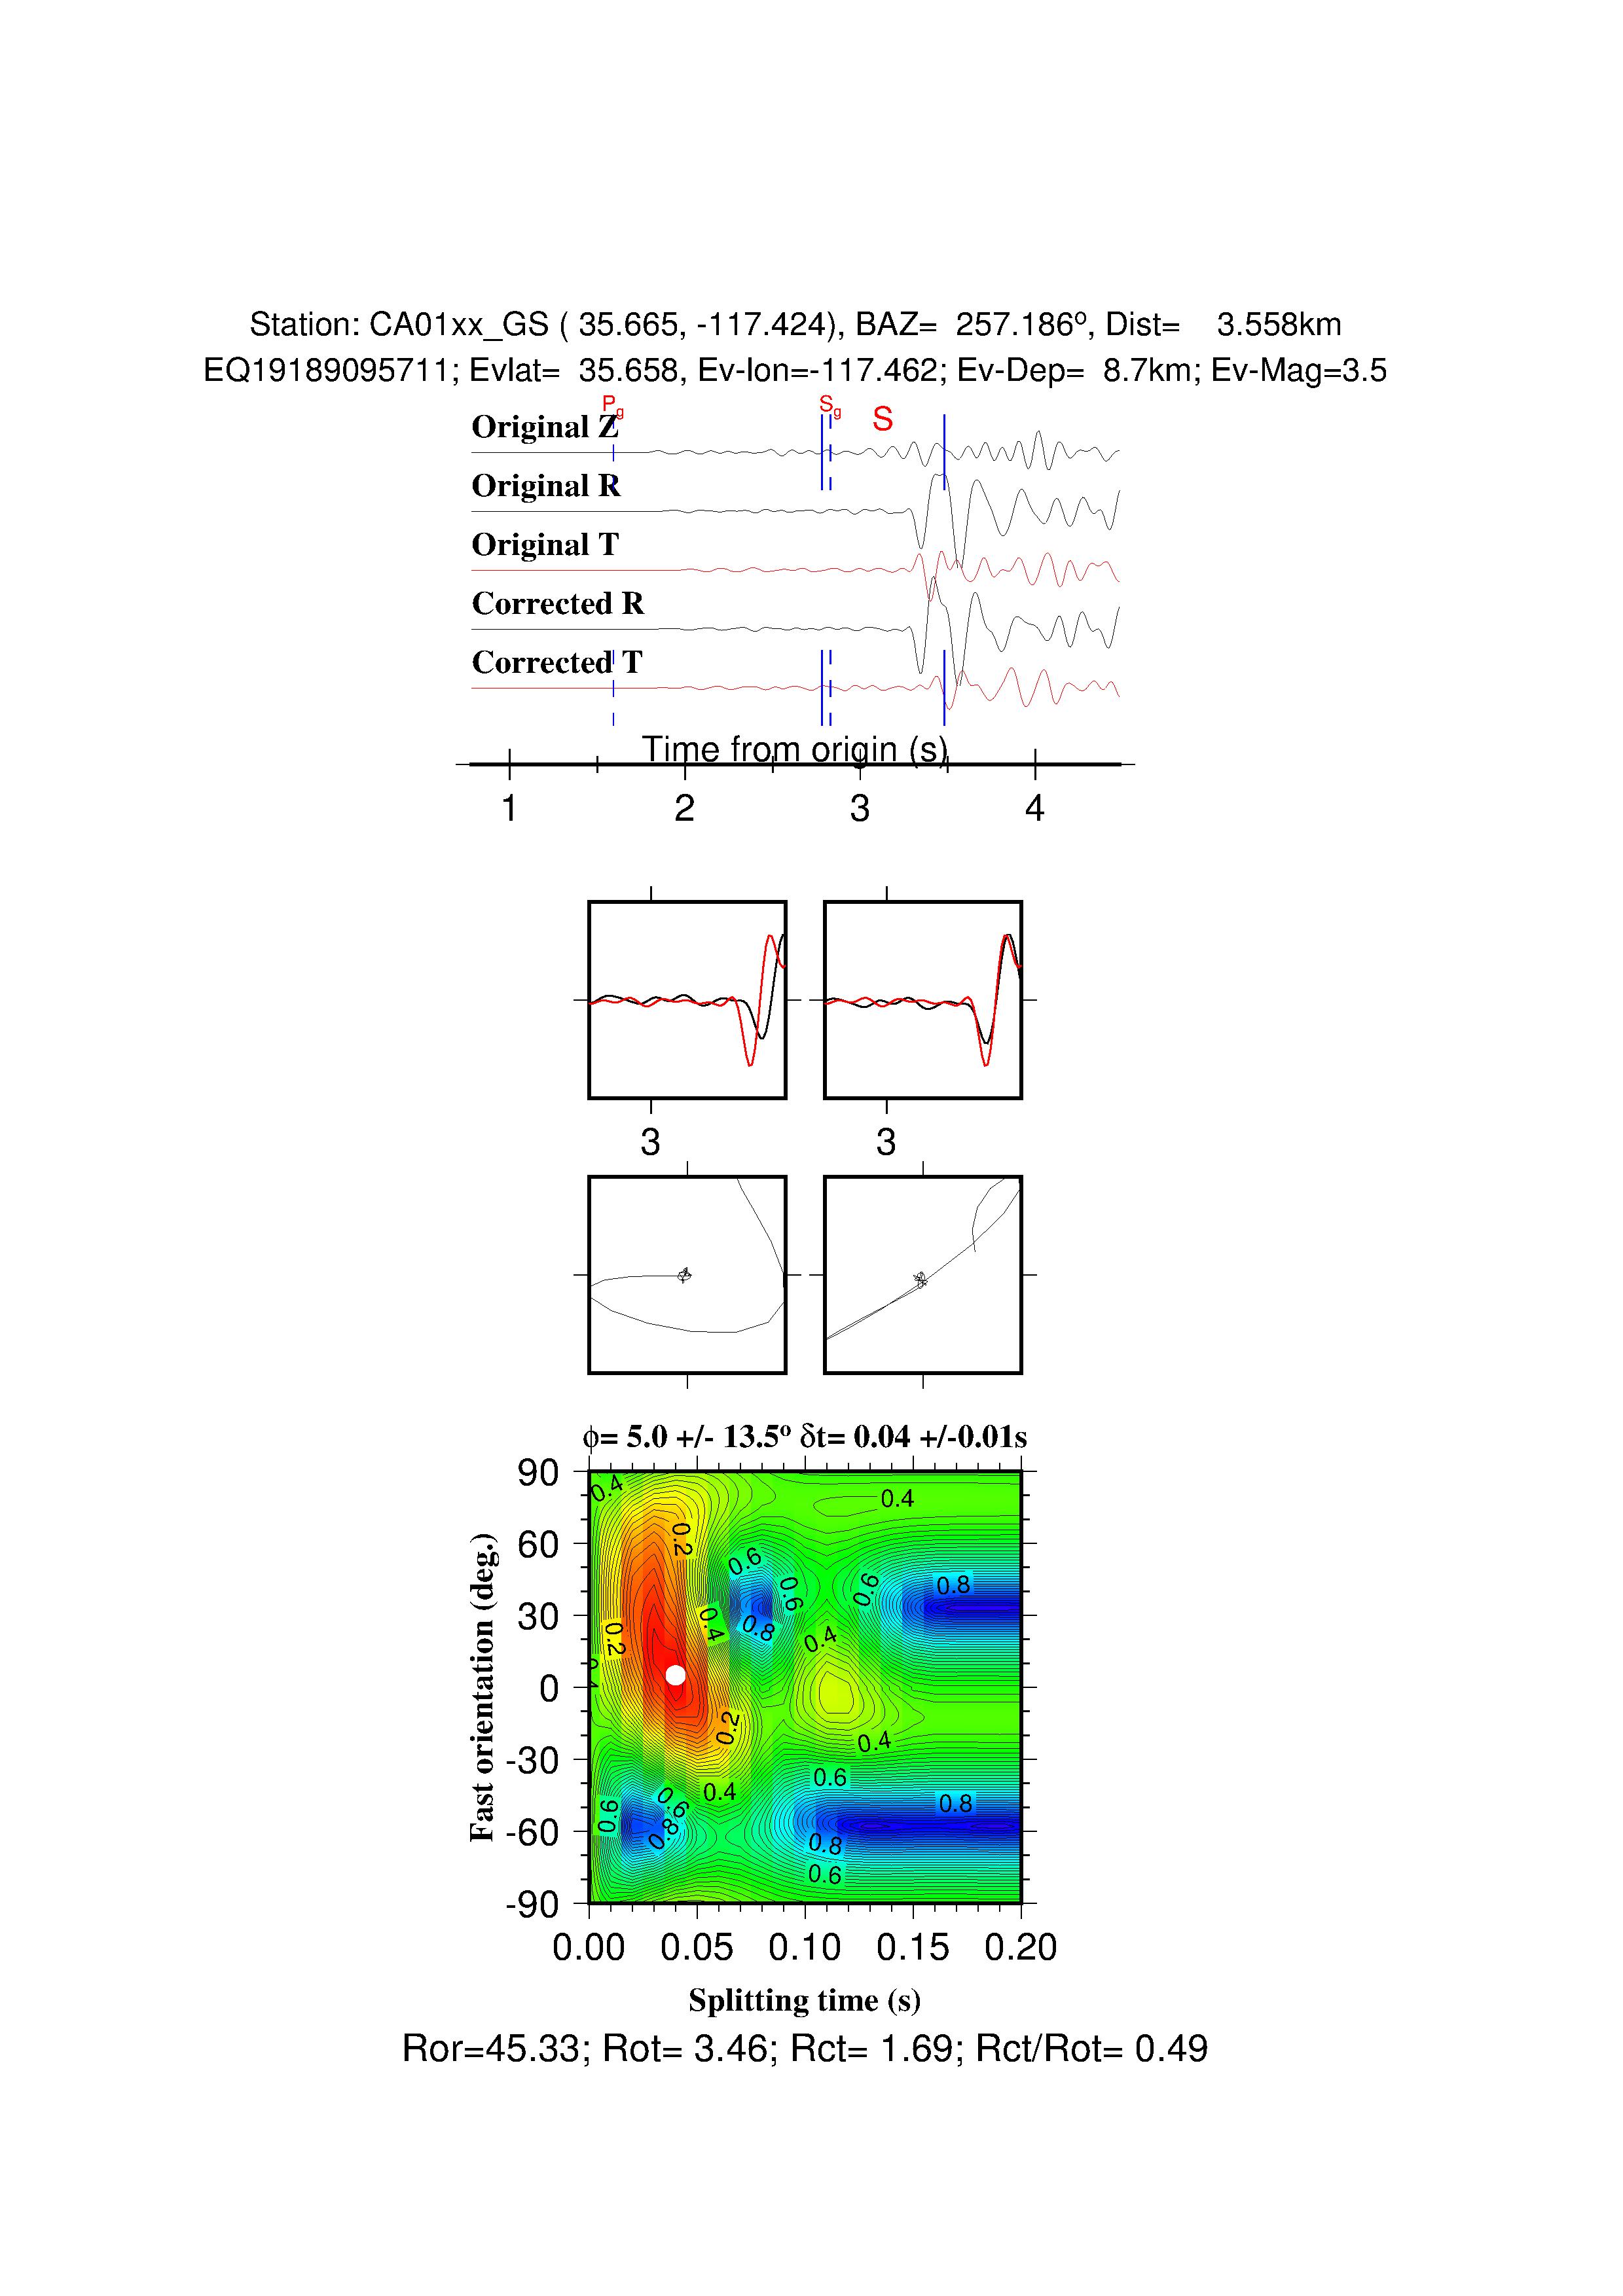 Station: CA01xx_GS ( 35.665, -117.424), BAZ= 257.186º, Dist= 3.558km
EQ19189095711; Evlat= 35.658, Ev-lon=-117.462; Ev-Dep= 8.7km; Ev-Mag=3.5
Pg Sg S
Original Z
Original R
Original T
Corrected R
Corrected T
Time from origin (s)
1 2 3 4
3 3
ϕ= 5.0 +/- 13.5º δt= 0.04 +/-0.01s
90
60
30
0
-30
-60
-90
Fast orientation (deg.)
0.4 0.4
0.2 0.6 0.6 0.6 0.8
0.2 0.4 0.8 0.4
0.2 0.4
0.4 0.6
0.6 0.6 0.8 0.8 0.8
0.6
0.00 0.05 0.10 0.15 0.20
Splitting time (s)
Ror=45.33; Rot= 3.46; Rct= 1.69; Rct/Rot= 0.49